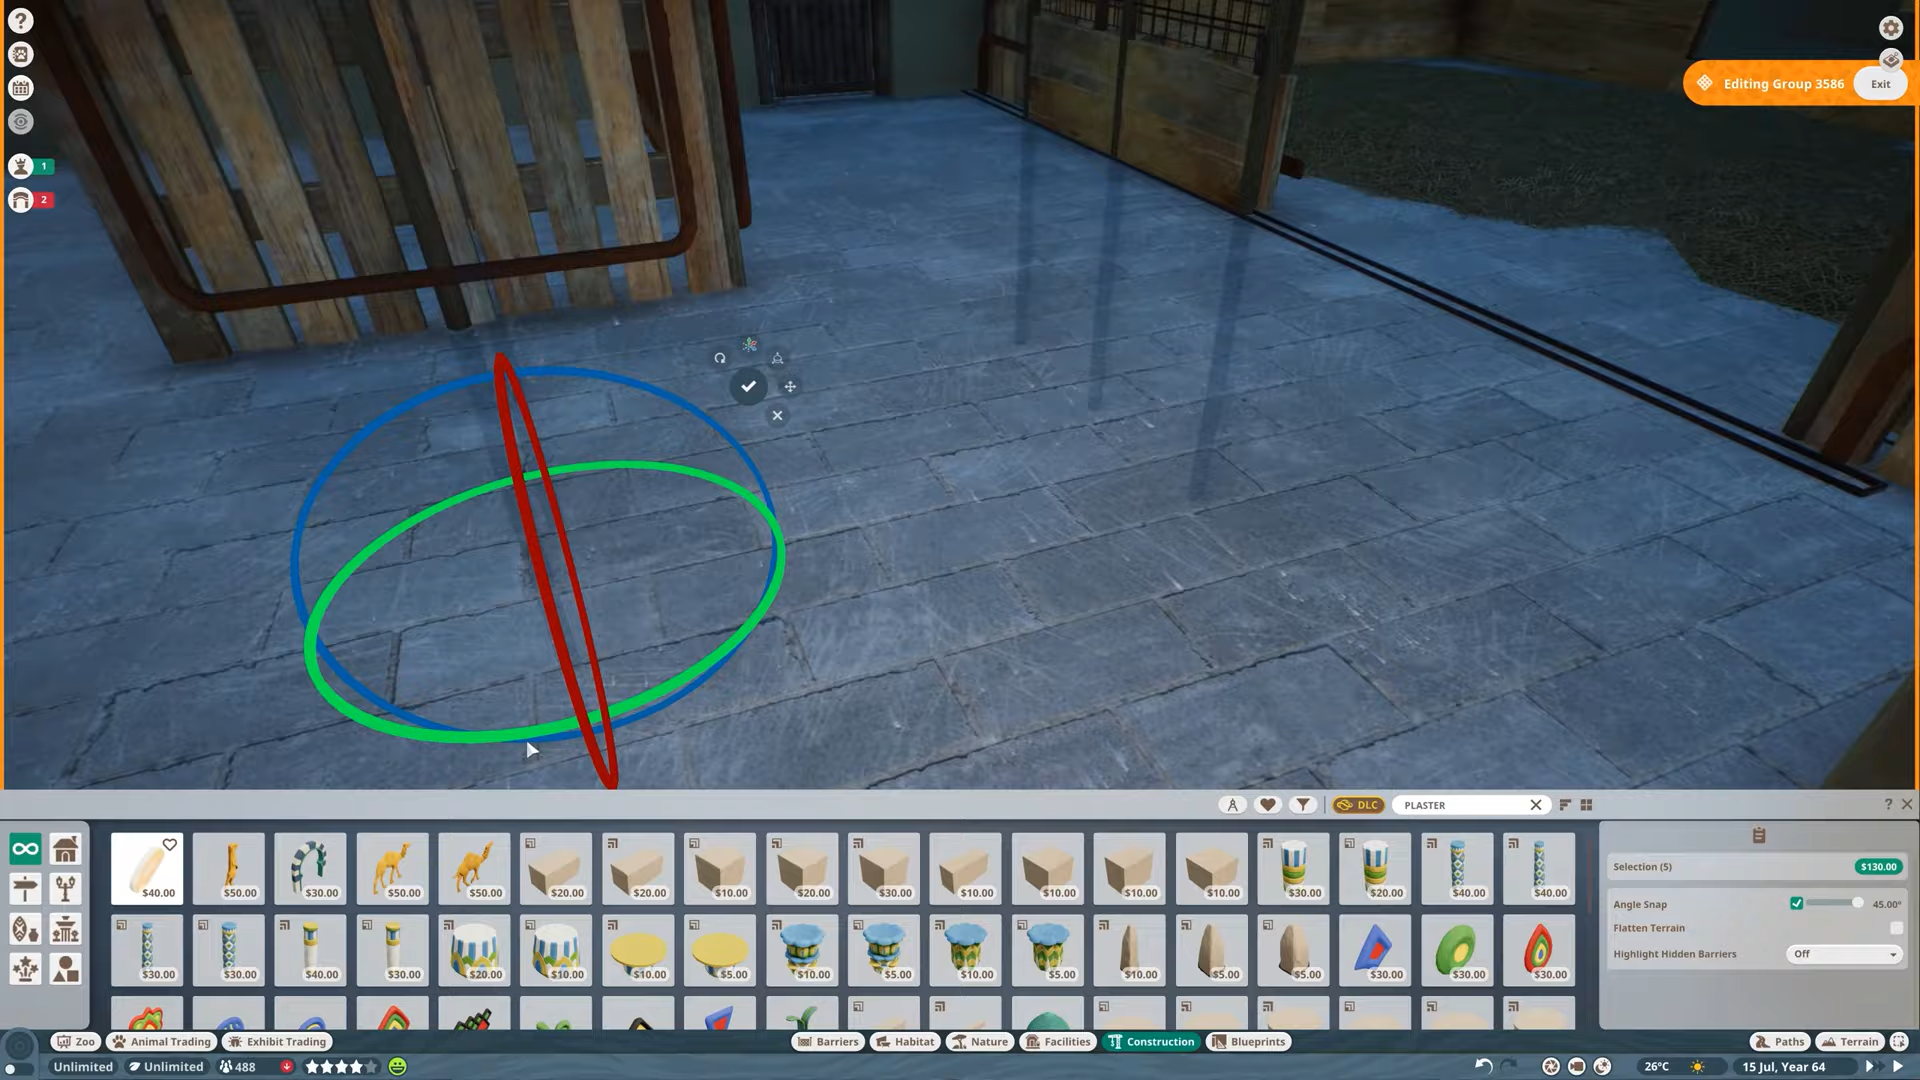 ?
Editing Group 3586
Exit
1
2
DLC
PLASTER
?
$40.00
$50.00
$30.00
$50.00
$50.00
$20.00
$20.00
$10.00
$20.00
$30.00
$10.00
$10.00
$10.00
$10.00
$30.00
$20.00
$40.00
$40.00
Selection (5)
$130.00
Angle Snap
45.00°
Flatten Terrain
Highlight Hidden Barriers
Off
$30.00
$30.00
$40.00
$30.00
$20.00
$10.00
$10.00
$5.00
$10.00
$5.00
$10.00
$5.00
$10.00
$5.00
$5.00
$30.00
$30.00
$30.00
Zoo
Animal Trading
Exhibit Trading
Barriers
Habitat
Nature
Facilities
Construction
Blueprints
Paths
Terrain
Unlimited
Unlimited
488
26°C
15 Jul, Year 64